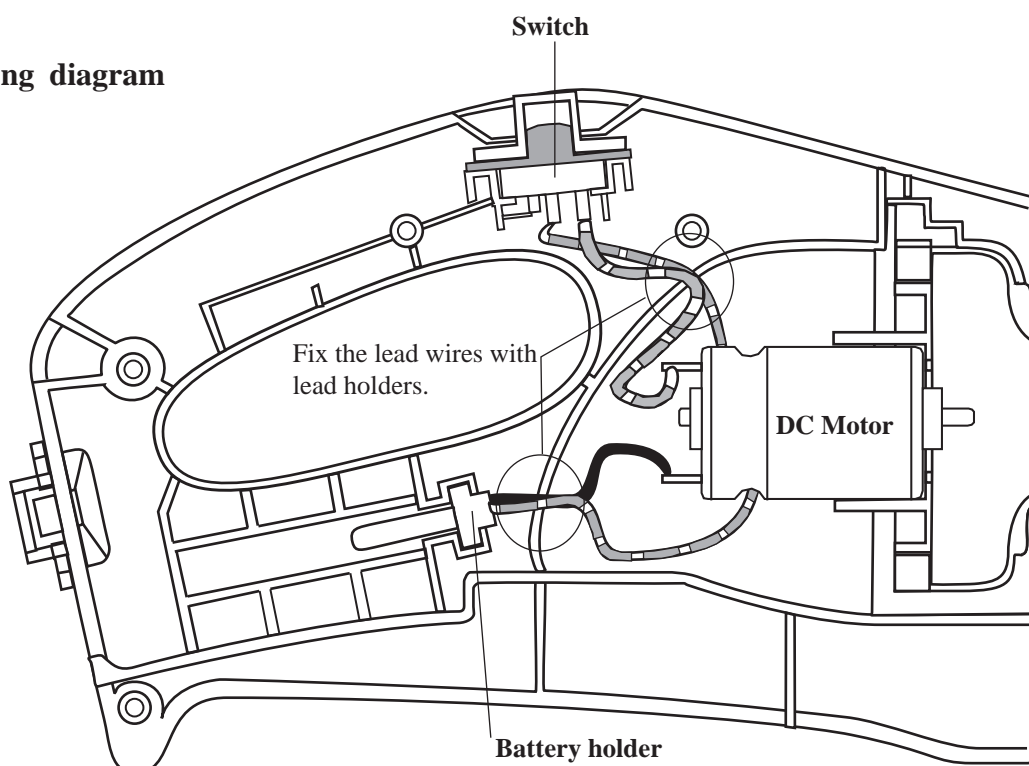 Switch
ng diagram
Fix the lead wires with
lead holders.
DC Motor
Battery holder